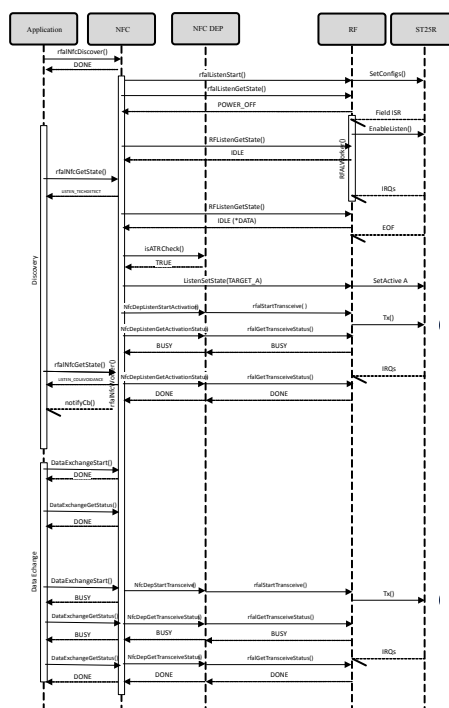 Application NFC NFC DEP RF ST25R
rfalNfcDiscover()
DONE
rfalListenStart() SetConfigs()
rfalListenGetState()
POWER_OFF
Field ISR
EnableListen()
RFListenGetState()
IDLE
RFALWorker()
rfalNfcGetState()
LISTEN_TECHDETECT
IRQs
RFListenGetState()
IDLE (*DATA)
EOF
isATRCheck()
TRUE
Discovery
ListenSetState(TARGET_A) SetActive A
NfcDepListenStartActivation() rfalStartTransceive( )
Tx()
NfcDepListenGetActivationStatus() rfalGetTransceiveStatus()
BUSY BUSY
rfalNfcGetState()
rfalNfcWorker()
LISTEN_COLAVOIDANCE
NfcDepListenGetActivationStatus() rfalGetTransceiveStatus()
IRQs
DONE DONE
notifyCb()
DataExchangeStart()
DONE
DataExchangeGetStatus()
DONE
Data Echange
DataExchangeStart()
NfcDepStartTransceive() rfalStartTransceive()
BUSY
Tx()
DataExchangeGetStatus() NfcDepGetTransceiveStatus() rfalGetTransceiveStatus()
BUSY BUSY BUSY
IRQs
DataExchangeGetStatus() NfcDepGetTransceiveStatus() rfalGetTransceiveStatus()
DONE DONE DONE